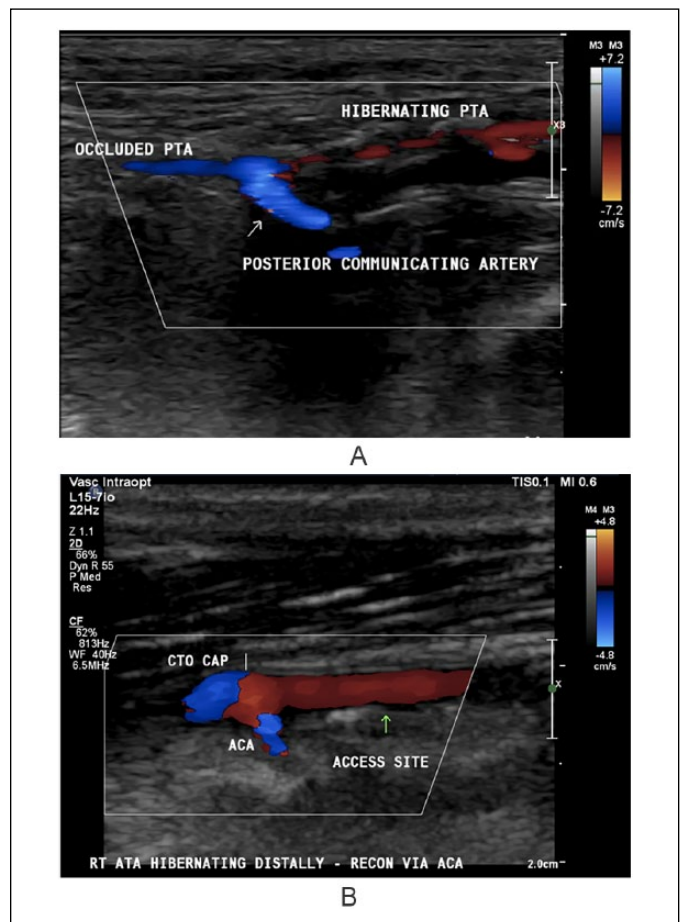 M3 M3
+7.2
HIBERNATING PTA
X3
OCCLUDED PTA
-7.2
cm/s
POSTERIOR COMMUNICATING ARTERY
A
Vasc Intraopt
TIS0.1 MI 0.6
L15-7io
22Hz
M4 M3
+4.8
Z 1.1
2D
66%
Dyn R 55
P Med
Res
CF
62%
813Hz
WF 40Hz
6.5MHz
-4.8
cm/s
CTO CAP
X
ACA
ACCESS SITE
RT ATA HIBERNATING DISTALLY - RECON VIA ACA
2.0cm
B